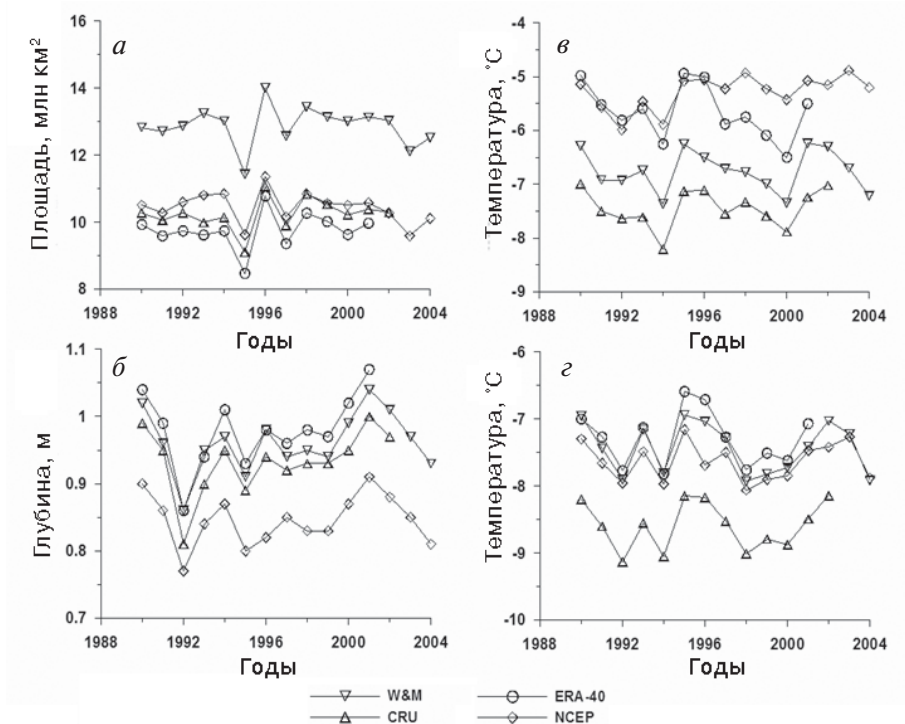 а
Площадь, млн км²
16
14
12
10
8
1988 1992 1996 2000 2004
Годы
в
Температура, ˚С
-4
-5
-6
-7
-8
-9
1988 1992 1996 2000 2004
Годы
б
Глубина, м
1.1
1
0.9
0.8
0.7
1988 1992 1996 2000 2004
Годы
г
Температура, ˚С
-6
-7
-8
-9
-10
1988 1992 1996 2000 2004
Годы
W&M ERA-40
CRU NCEP